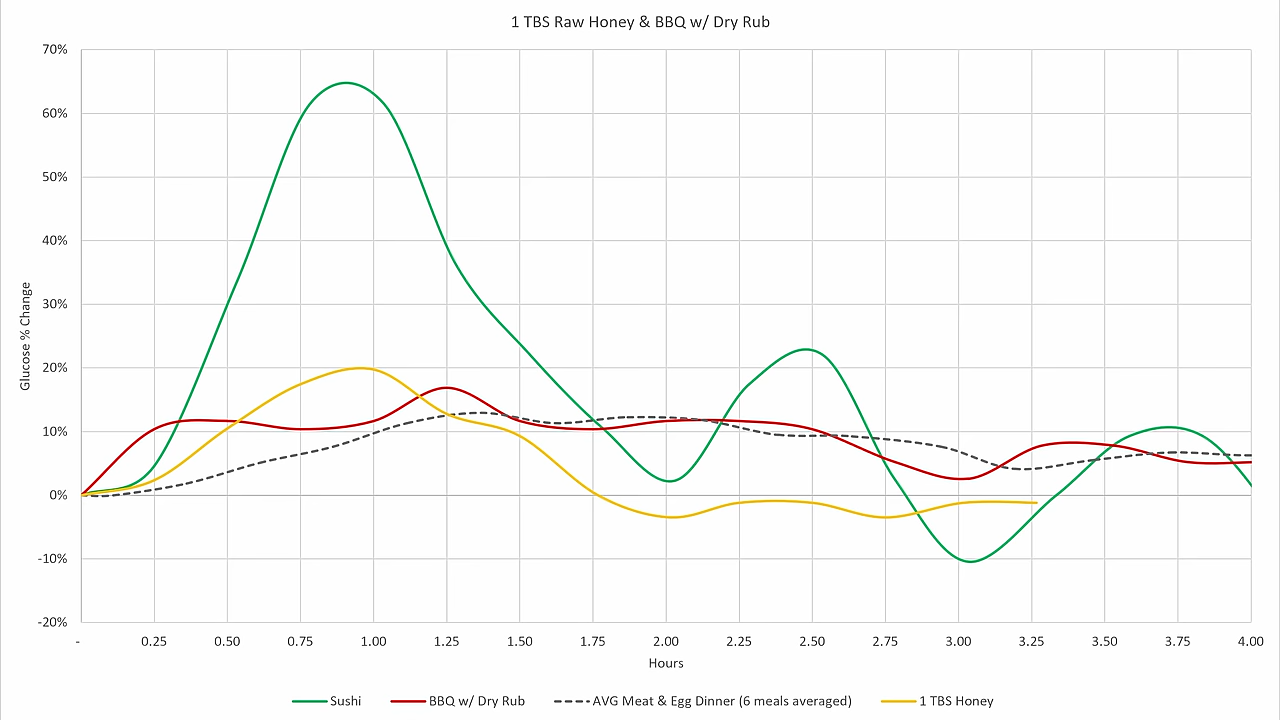 1 TBS Raw Honey & BBQ w/ Dry Rub
70%
60%
50%
40%
30%
20%
10%
0%
-10%
-20%
Glucose % Change
- 0.25 0.50 0.75 1.00 1.25 1.50 1.75 2.00 2.25 2.50 2.75 3.00 3.25 3.50 3.75 4.00
Hours
Sushi BBQ w/ Dry Rub AVG Meat & Egg Dinner (6 meals averaged) 1 TBS Honey